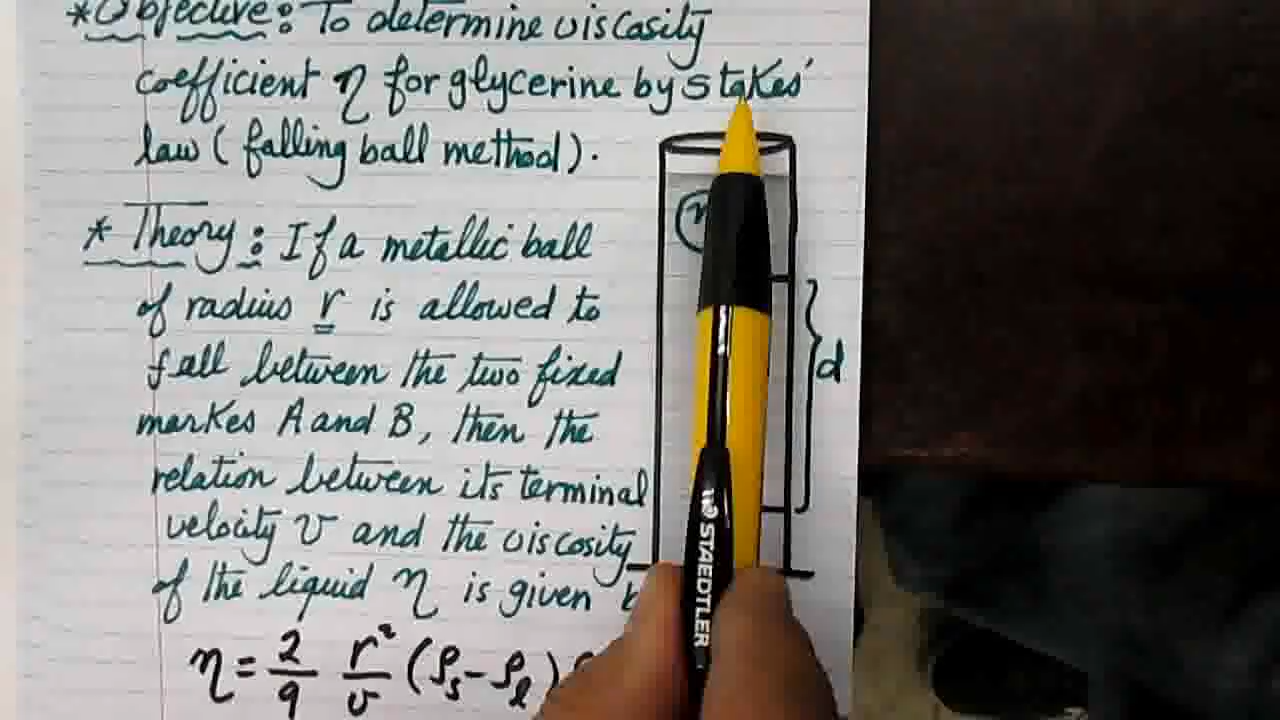 *Objective: To determine viscosity
coefficient η for glycerine by Stokes'
law (falling ball method).
* Theory: If a metallic ball
of radius r is allowed to
fall between the two fixed
markes A and B, then the
relation between its terminal
velocity v and the viscosity
of the liquid η is given
η = 2/9 r²/v (ρs - ρl)
d
STAEDTLER